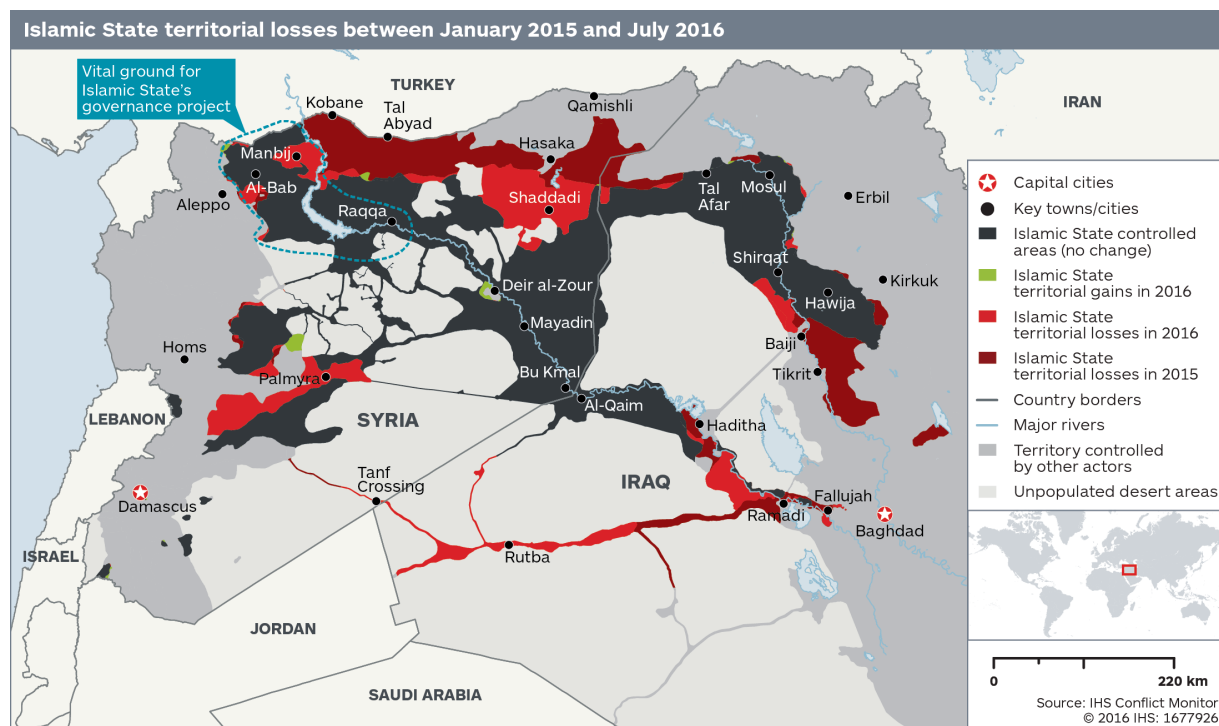 Islamic State territorial losses between January 2015 and July 2016
Vital ground for
Islamic State's
governance project
TURKEY
IRAN
Kobane
Tal
Abyad
Qamishli
Hasaka
Manbij
Al-Bab
Aleppo
Raqqa
Shaddadi
Tal
Afar
Mosul
Erbil
Shirqat
Kirkuk
Hawija
Deir al-Zour
Mayadin
Baiji
Homs
Palmyra
Bu Kmal
Tikrit
Al-Qaim
SYRIA
LEBANON
Haditha
Tanf
Crossing
IRAQ
Damascus
Fallujah
Ramadi
Baghdad
ISRAEL
Rutba
JORDAN
SAUDI ARABIA
Capital cities
Key towns/cities
Islamic State controlled
areas (no change)
Islamic State
territorial gains in 2016
Islamic State
territorial losses in 2016
Islamic State
territorial losses in 2015
Country borders
Major rivers
Territory controlled
by other actors
Unpopulated desert areas
0
220 km
Source: IHS Conflict Monitor
© 2016 IHS: 1677926